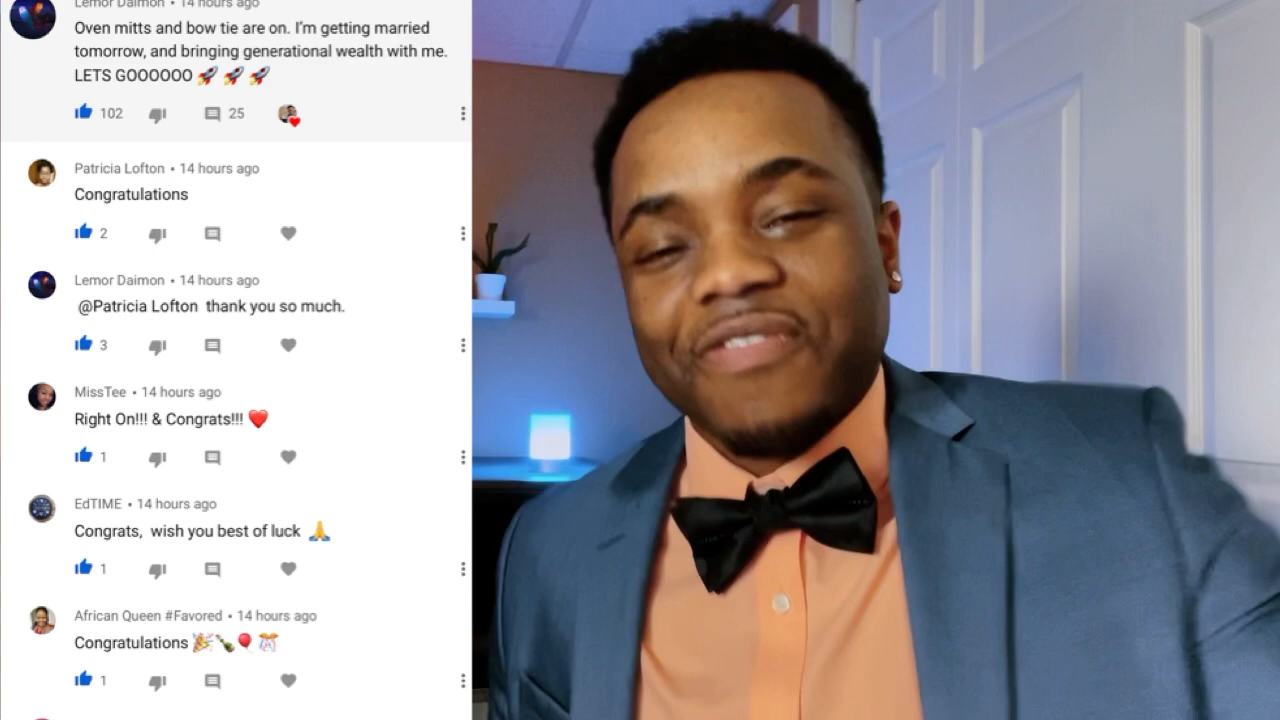 Lemor Daimon • 14 hours ago
Oven mitts and bow tie are on. I'm getting married
tomorrow, and bringing generational wealth with me.
LETS GOOOOOO 🚀 🚀 🚀
102 25
Patricia Lofton • 14 hours ago
Congratulations
2
Lemor Daimon • 14 hours ago
@Patricia Lofton thank you so much.
3
MissTee • 14 hours ago
Right On!!! & Congrats!!! ❤️
1
EdTIME • 14 hours ago
Congrats, wish you best of luck 🙏
1
African Queen #Favored • 14 hours ago
Congratulations 🎉🍾🎈🎊
1